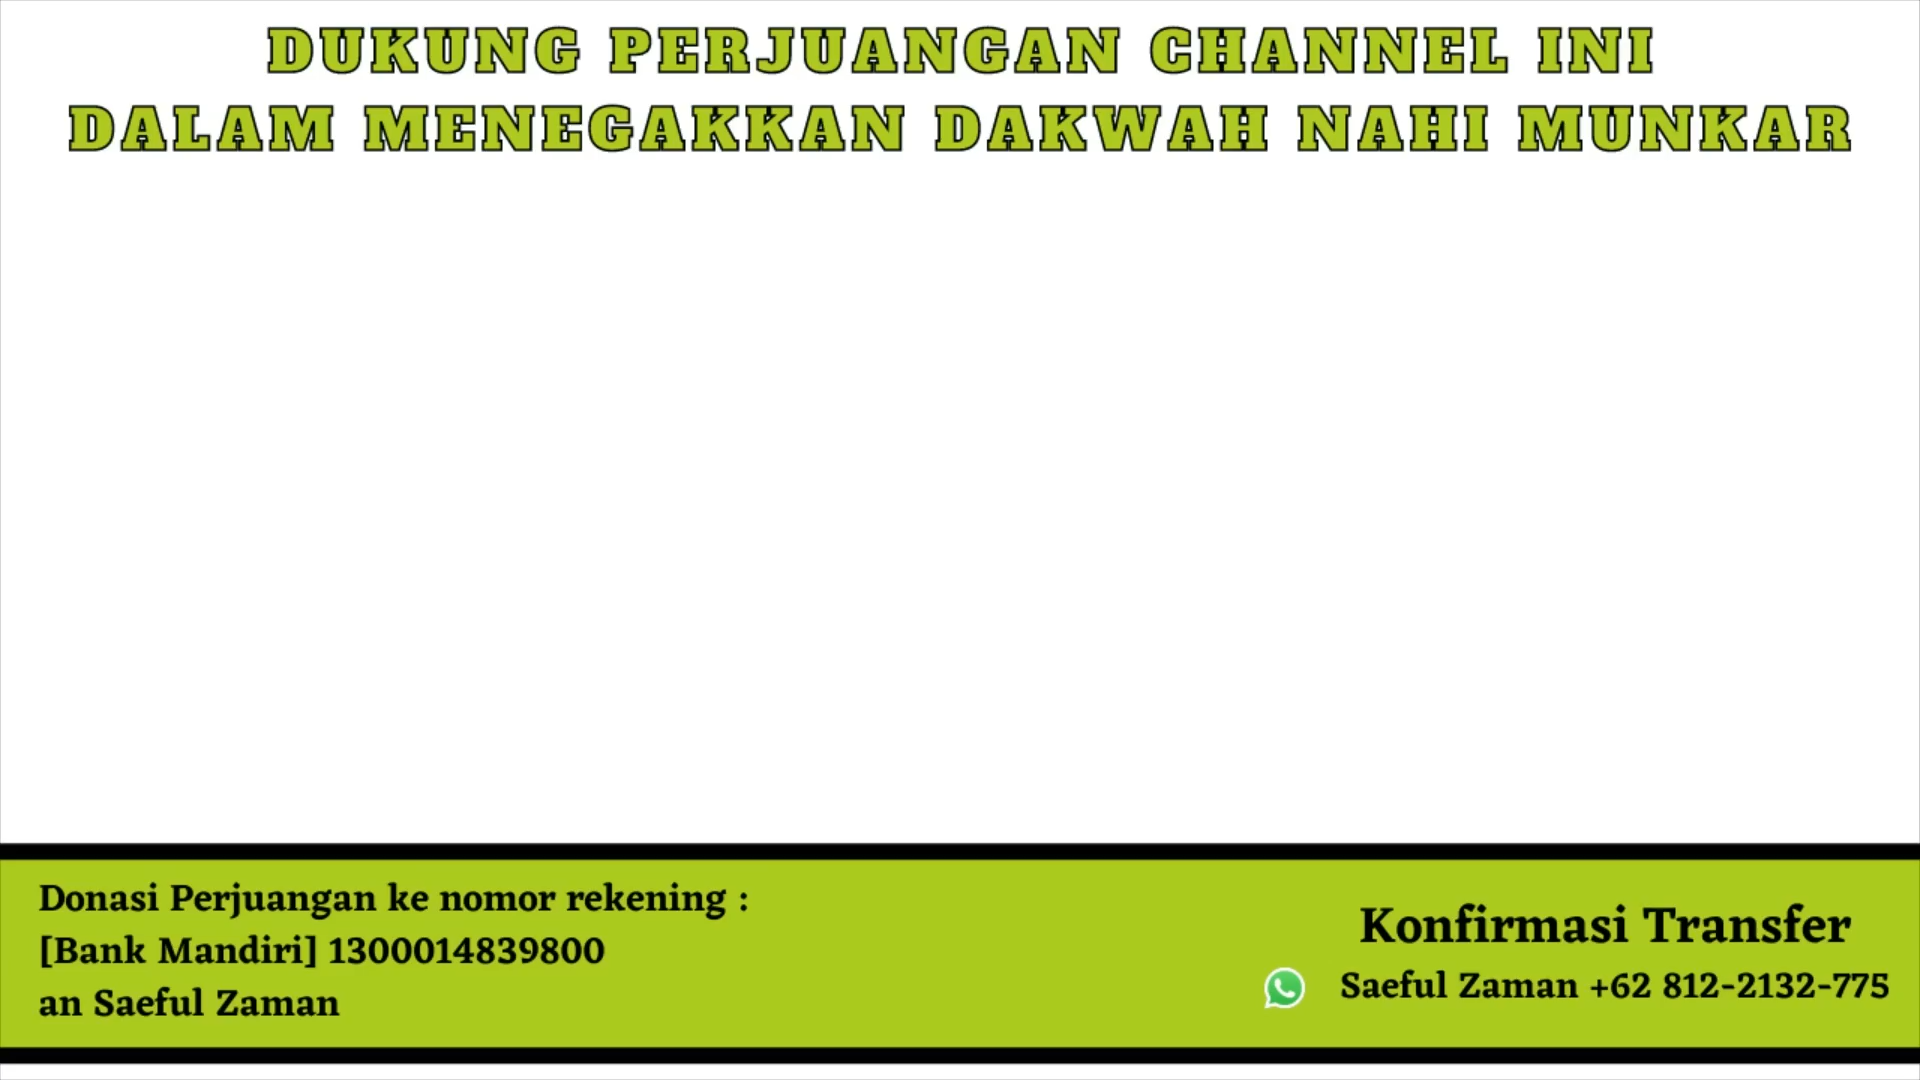 DUKUNG PERJUANGAN CHANNEL INI
DALAM MENEGAKKAN DAKWAH NAHI MUNKAR
Donasi Perjuangan ke nomor rekening :
[Bank Mandiri] 1300014839800
an Saeful Zaman
Konfirmasi Transfer
Saeful Zaman +62 812-2132-775